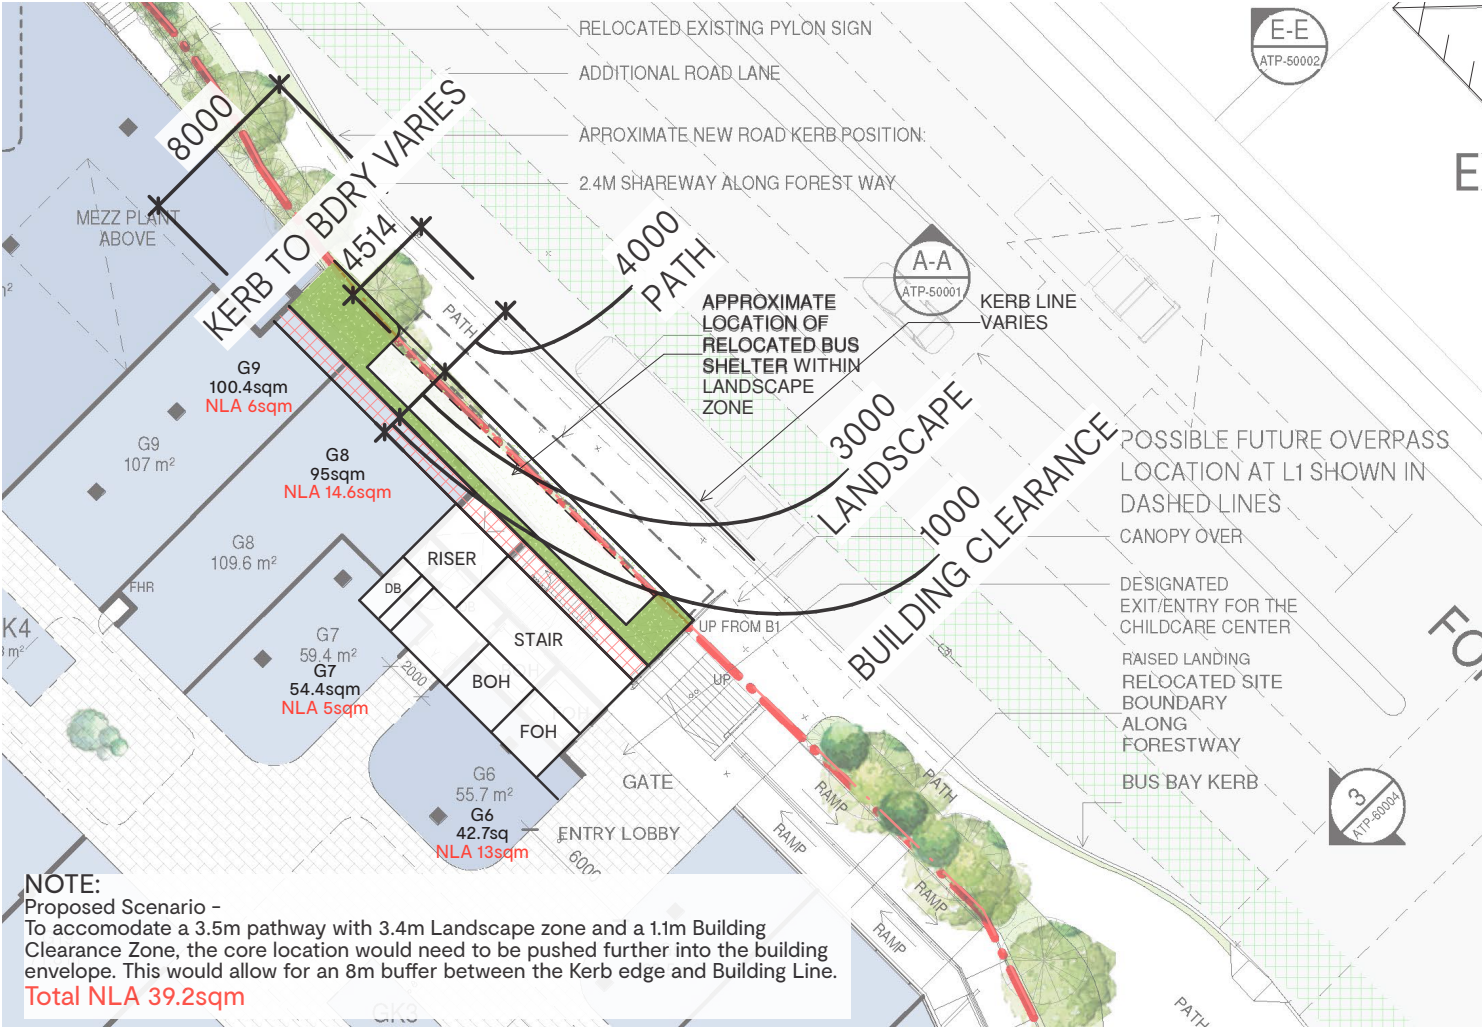 RELOCATED EXISTING PYLON SIGN
ADDITIONAL ROAD LANE
APROXIMATE NEW ROAD KERB POSITION
2.4M SHAREWAY ALONG FOREST WAY
E-E
ATP-50002
8000
KERB TO BDRY VARIES
4514
4000
PATH
MEZZ PLANT
ABOVE
PATH
A-A
ATP-50001
KERB LINE
VARIES
APPROXIMATE
LOCATION OF
RELOCATED BUS
SHELTER WITHIN
LANDSCAPE
ZONE
3000
LANDSCAPE
1000
BUILDING CLEARANCE
POSSIBLE FUTURE OVERPASS
LOCATION AT L1 SHOWN IN
DASHED LINES
CANOPY OVER
DESIGNATED
EXIT/ENTRY FOR THE
CHILDCARE CENTER
RAISED LANDING
RELOCATED SITE
BOUNDARY
ALONG
FORESTWAY
BUS BAY KERB
3
ATP-60004
G9
100.4sqm
NLA 6sqm
G9
107 m²
G8
95sqm
NLA 14.6sqm
G8
109.6 m²
FHR
K4
G7
59.4 m²
G7
54.4sqm
NLA 5sqm
2000
RISER
DB
STAIR
BOH
FOH
UP FROM B1
UP
GATE
G6
55.7 m²
G6
42.7sq
NLA 13sqm
ENTRY LOBBY
6000
PATH
RAMP
RAMP
RAMP
RAMP
PATH
NOTE:
Proposed Scenario -
To accomodate a 3.5m pathway with 3.4m Landscape zone and a 1.1m Building
Clearance Zone, the core location would need to be pushed further into the building
envelope. This would allow for an 8m buffer between the Kerb edge and Building Line.
Total NLA 39.2sqm
GK3